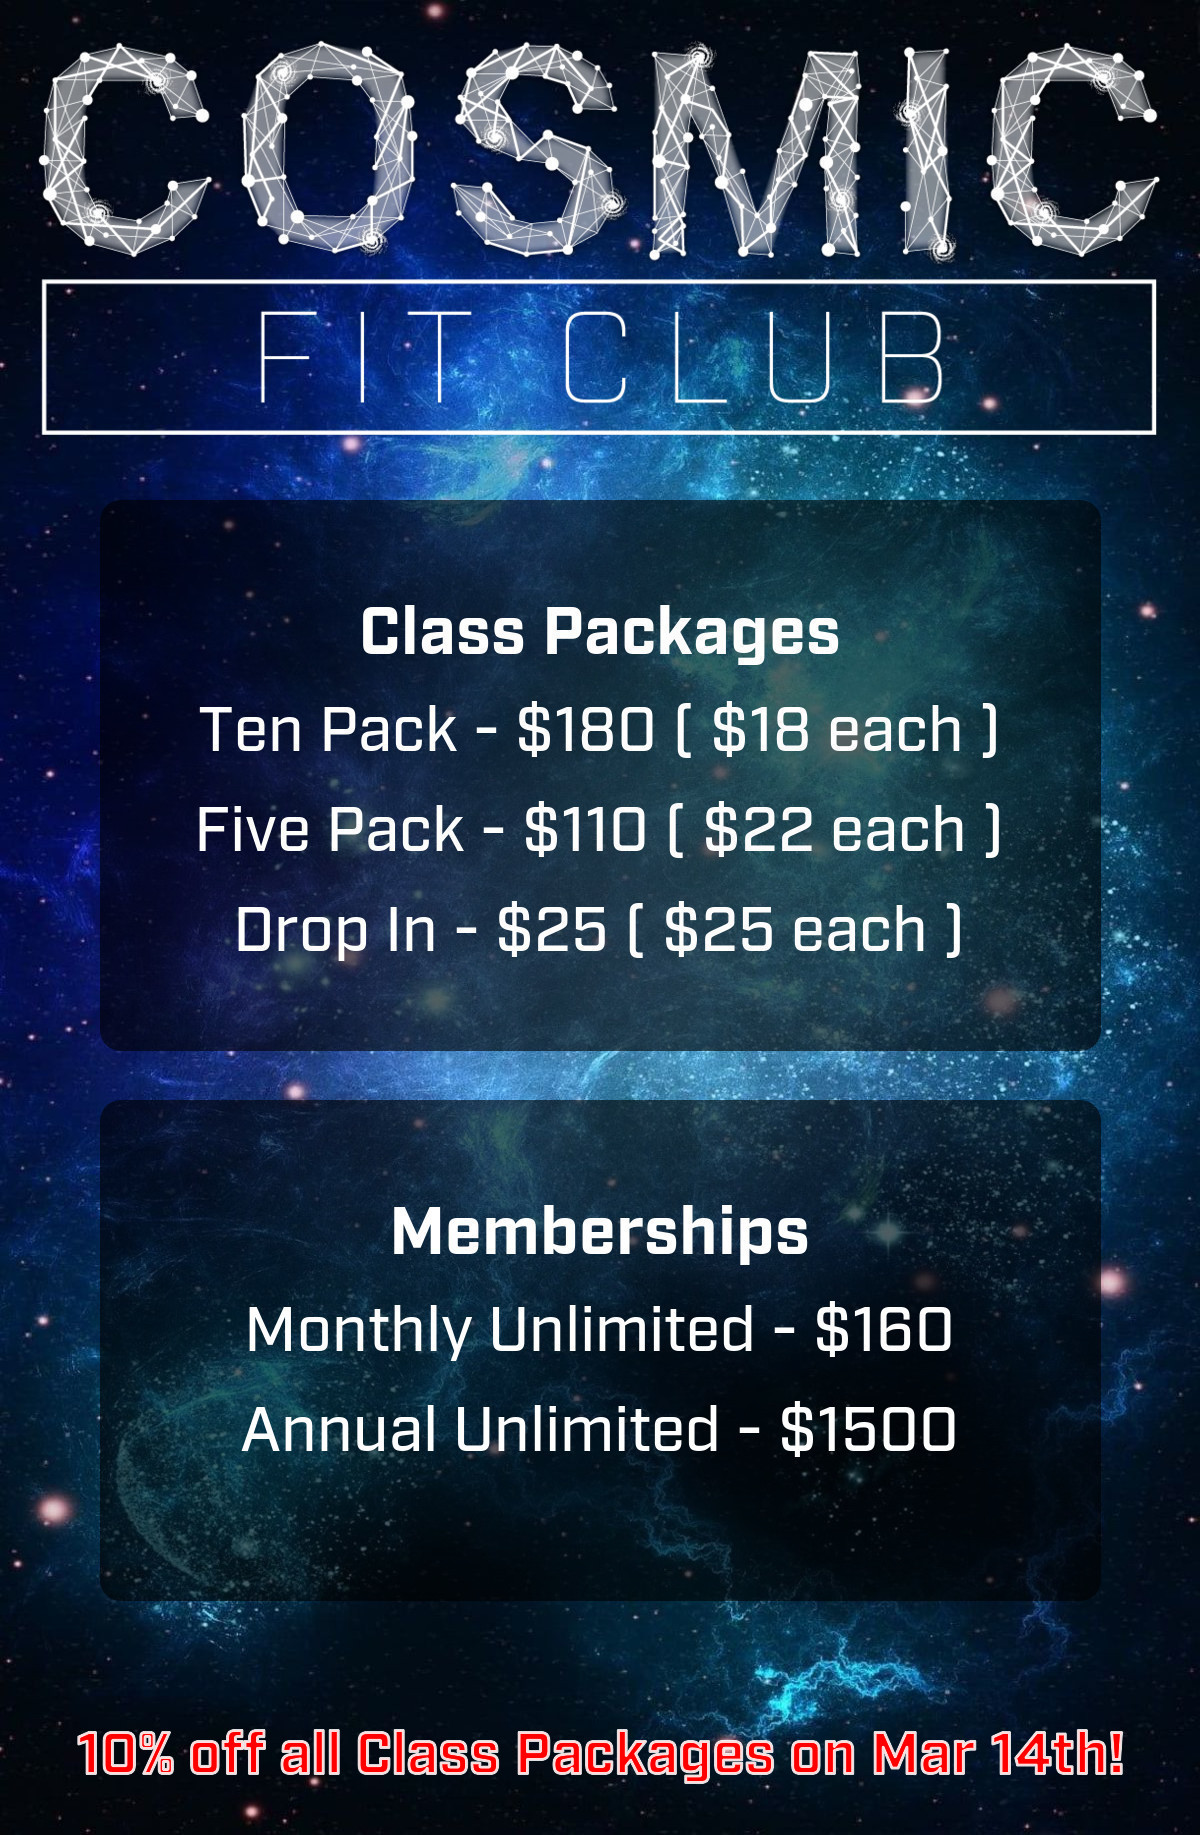 COSMIC
FIT CLUB
Class Packages
Ten Pack - $180 ( $18 each )
Five Pack - $110 ( $22 each )
Drop In - $25 ( $25 each )
Memberships
Monthly Unlimited - $160
Annual Unlimited - $1500
10% off all Class Packages on Mar 14th!